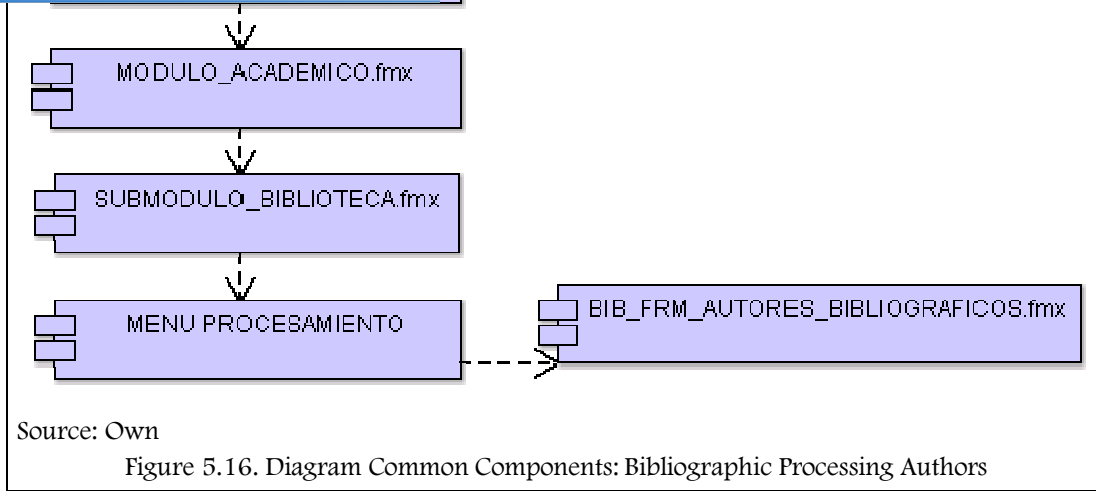 MODULO_ACADEMICO.fmx
SUBMODULO_BIBLIOTECA.fmx
MENU PROCESAMIENTO
BIB_FRM_AUTORES_BIBLIOGRAFICOS.fmx
Source: Own
Figure 5.16. Diagram Common Components: Bibliographic Processing Authors